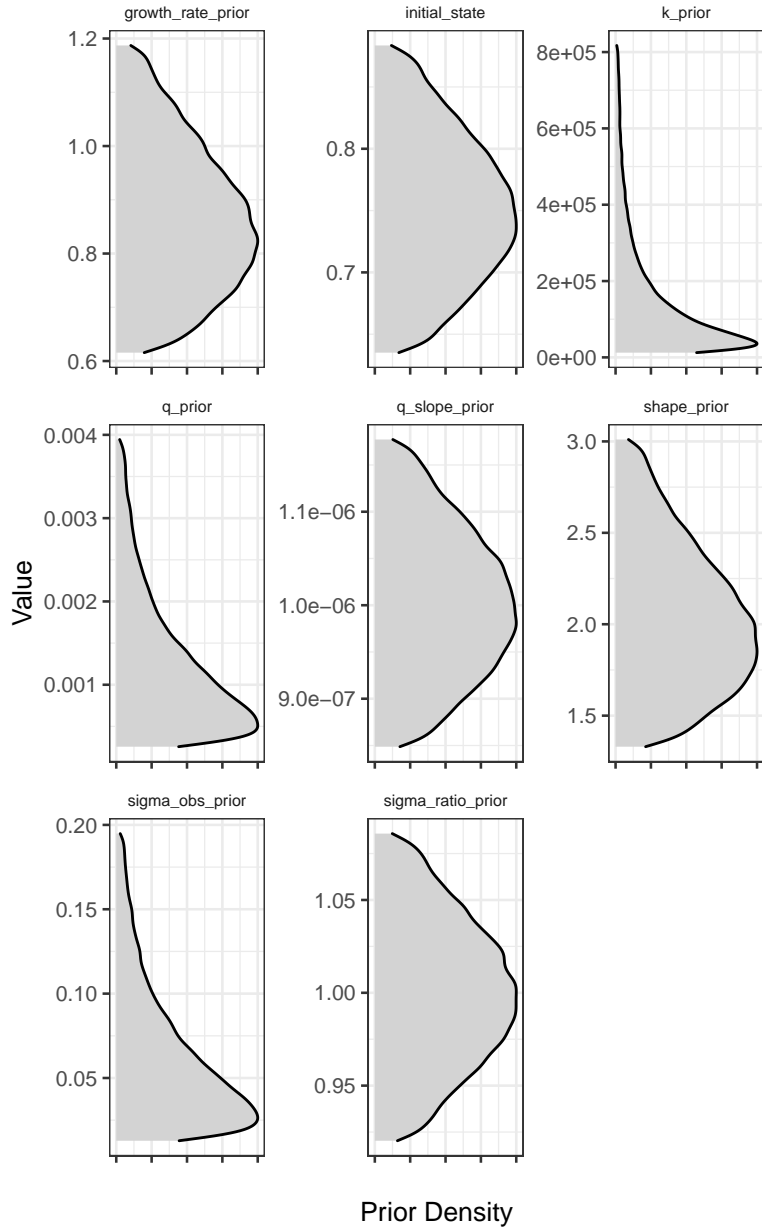 growth_rate_prior
initial_state
k_prior
1.2
1.0
0.8
0.6
0.8
0.7
8e+05
6e+05
4e+05
2e+05
0e+00
q_prior
q_slope_prior
shape_prior
0.004
0.003
0.002
0.001
1.1e−06
1.0e−06
9.0e−07
3.0
2.5
2.0
1.5
Value
sigma_obs_prior
sigma_ratio_prior
0.20
0.15
0.10
0.05
1.05
1.00
0.95
Prior Density